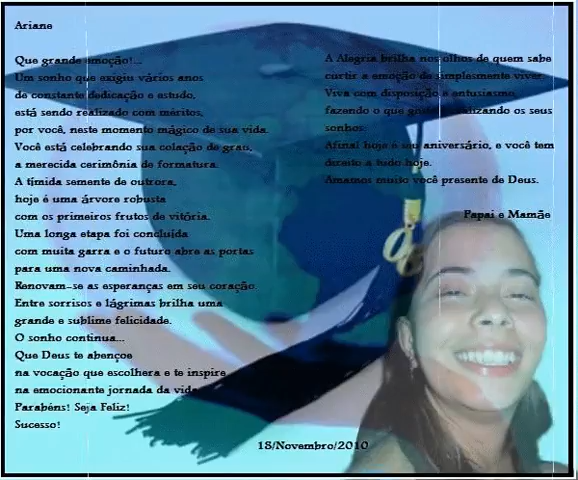 Ariane
Que grande emoção!...
Um sonho que exigiu vários anos
de constante dedicação e estudo,
está sendo realizado com méritos,
por você, neste momento mágico de sua vida.
Você está celebrando sua colação de grau,
a merecida cerimônia de formatura.
A tímida semente de outrora,
hoje é uma árvore robusta
com os primeiros frutos de vitória.
Uma longa etapa foi concluída
com muita garra e o futuro abre as portas
para uma nova caminhada.
Renovam-se as esperanças em seu coração.
Entre sorrisos e lágrimas brilha uma
grande e sublime felicidade.
O sonho continua...
Que Deus te abençoe
na vocação que escolhera e te inspire
na emocionante jornada da vida
Parabéns! Seja Feliz!
Sucesso!
A Alegria brilha nos olhos de quem sabe
curtir a emoção de simplesmente viver.
Viva com disposição e entusiasmo,
fazendo o que realizando os seus
sonhos.
Afinal hoje é seu aniversário, e você tem
direito a tudo hoje.
Amamos muito você presente de Deus.
Papai e Mamãe
18/Novembro/2010